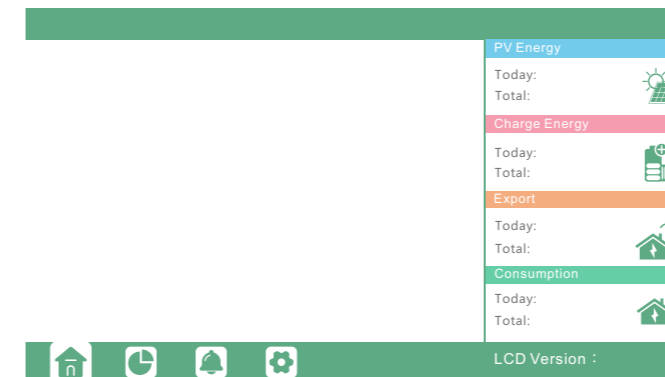 PV Energy
Today:
Total:
Charge Energy
Today:
Total:
Export
Today:
Total:
Consumption
Today:
Total:
LCD Version：